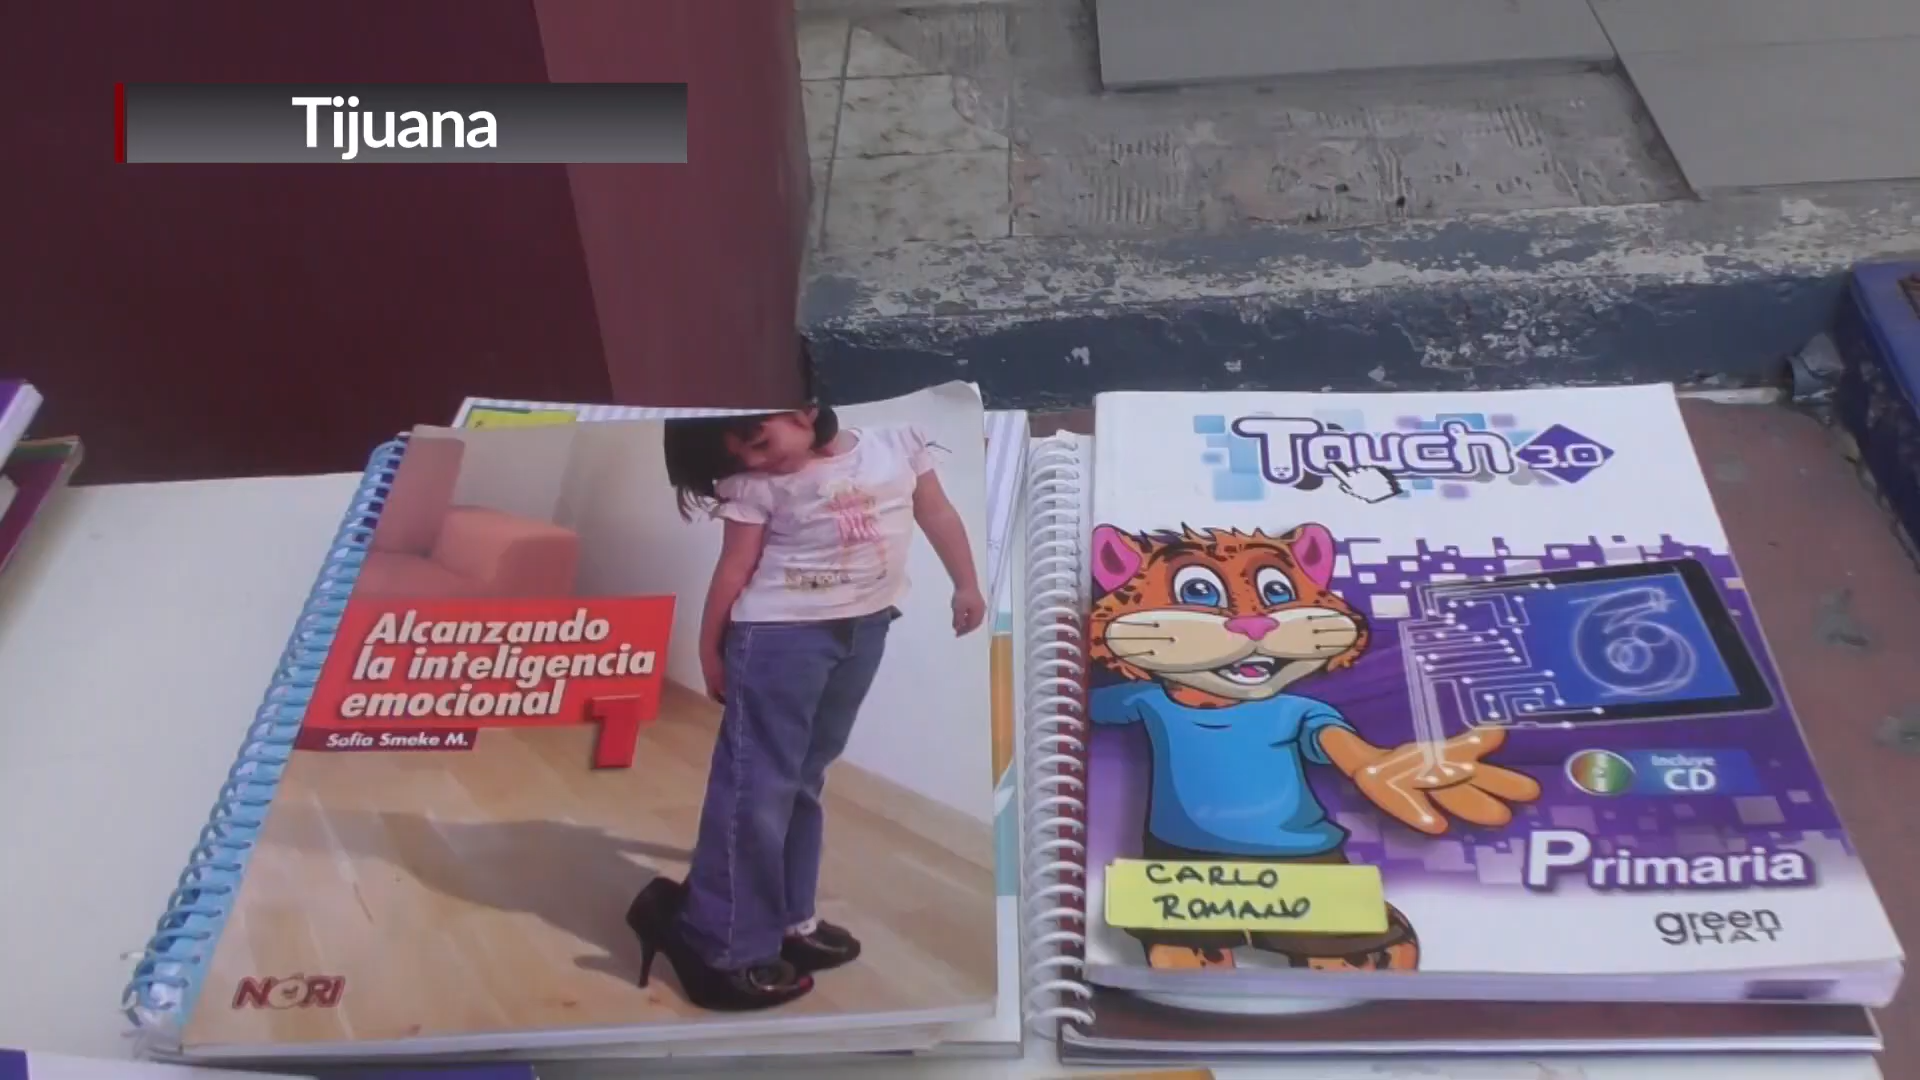 Tijuana
Alcanzando
la inteligencia
emocional
1
Sofía Smeke M.
NORI
Touch 3.0
6
Incluye
CD
Primaria
green
HAT
CARLO
ROMANO